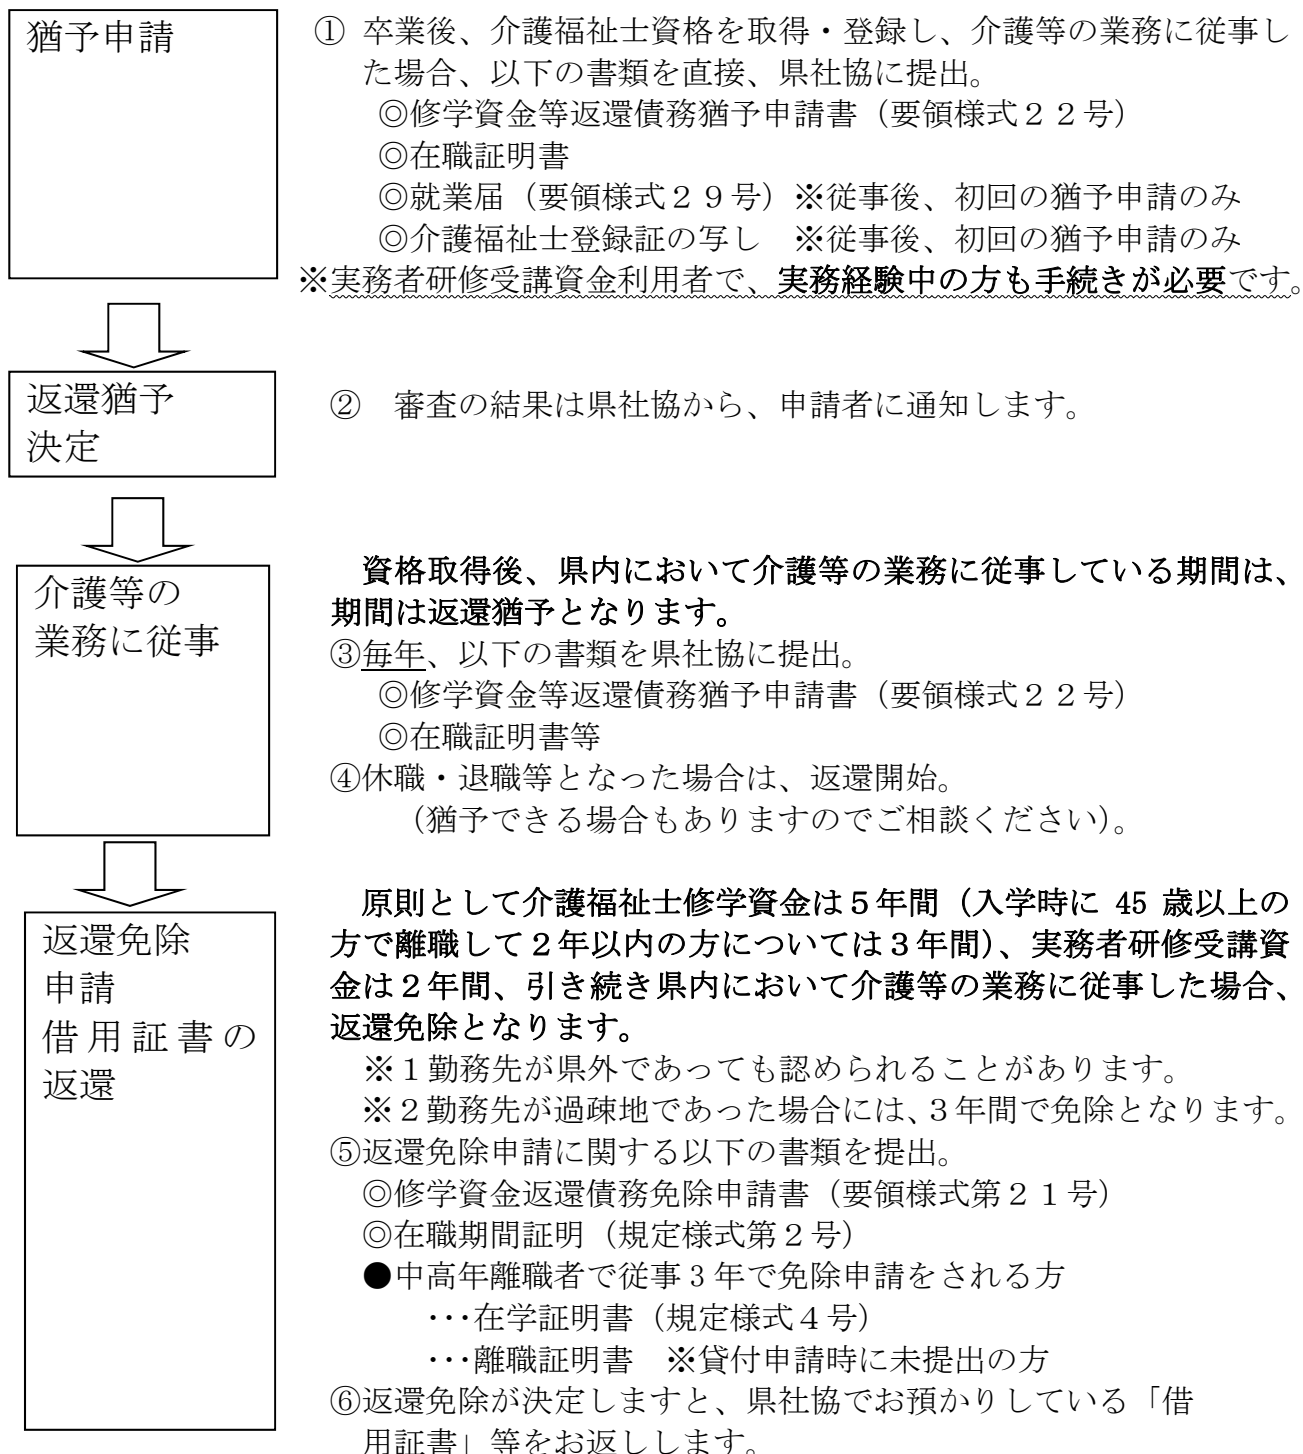 猶予申請
① 卒業後、介護福祉士資格を取得・登録し、介護等の業務に従事し
た場合、以下の書類を直接、県社協に提出。
◎修学資金等返還債務猶予申請書（要領様式２２号）
◎在職証明書
◎就業届（要領様式２９号）※従事後、初回の猶予申請のみ
◎介護福祉士登録証の写し　※従事後、初回の猶予申請のみ
※実務者研修受講資金利用者で、実務経験中の方も手続きが必要です。
返還猶予
決定
②　審査の結果は県社協から、申請者に通知します。
介護等の
業務に従事
資格取得後、県内において介護等の業務に従事している期間は、
期間は返還猶予となります。
③毎年、以下の書類を県社協に提出。
◎修学資金等返還債務猶予申請書（要領様式２２号）
◎在職証明書等
④休職・退職等となった場合は、返還開始。
（猶予できる場合もありますのでご相談ください）。
返還免除
申請
借用証書の
返還
原則として介護福祉士修学資金は５年間（入学時に 45 歳以上の
方で離職して２年以内の方については３年間）、実務者研修受講資
金は２年間、引き続き県内において介護等の業務に従事した場合、
返還免除となります。
※１勤務先が県外であっても認められることがあります。
※２勤務先が過疎地であった場合には、３年間で免除となります。
⑤返還免除申請に関する以下の書類を提出。
◎修学資金返還債務免除申請書（要領様式第２１号）
◎在職期間証明（規定様式第２号）
●中高年離職者で従事３年で免除申請をされる方
･･･在学証明書（規定様式４号）
･･･離職証明書　※貸付申請時に未提出の方
⑥返還免除が決定しますと、県社協でお預かりしている「借
用証書」等をお返しします。